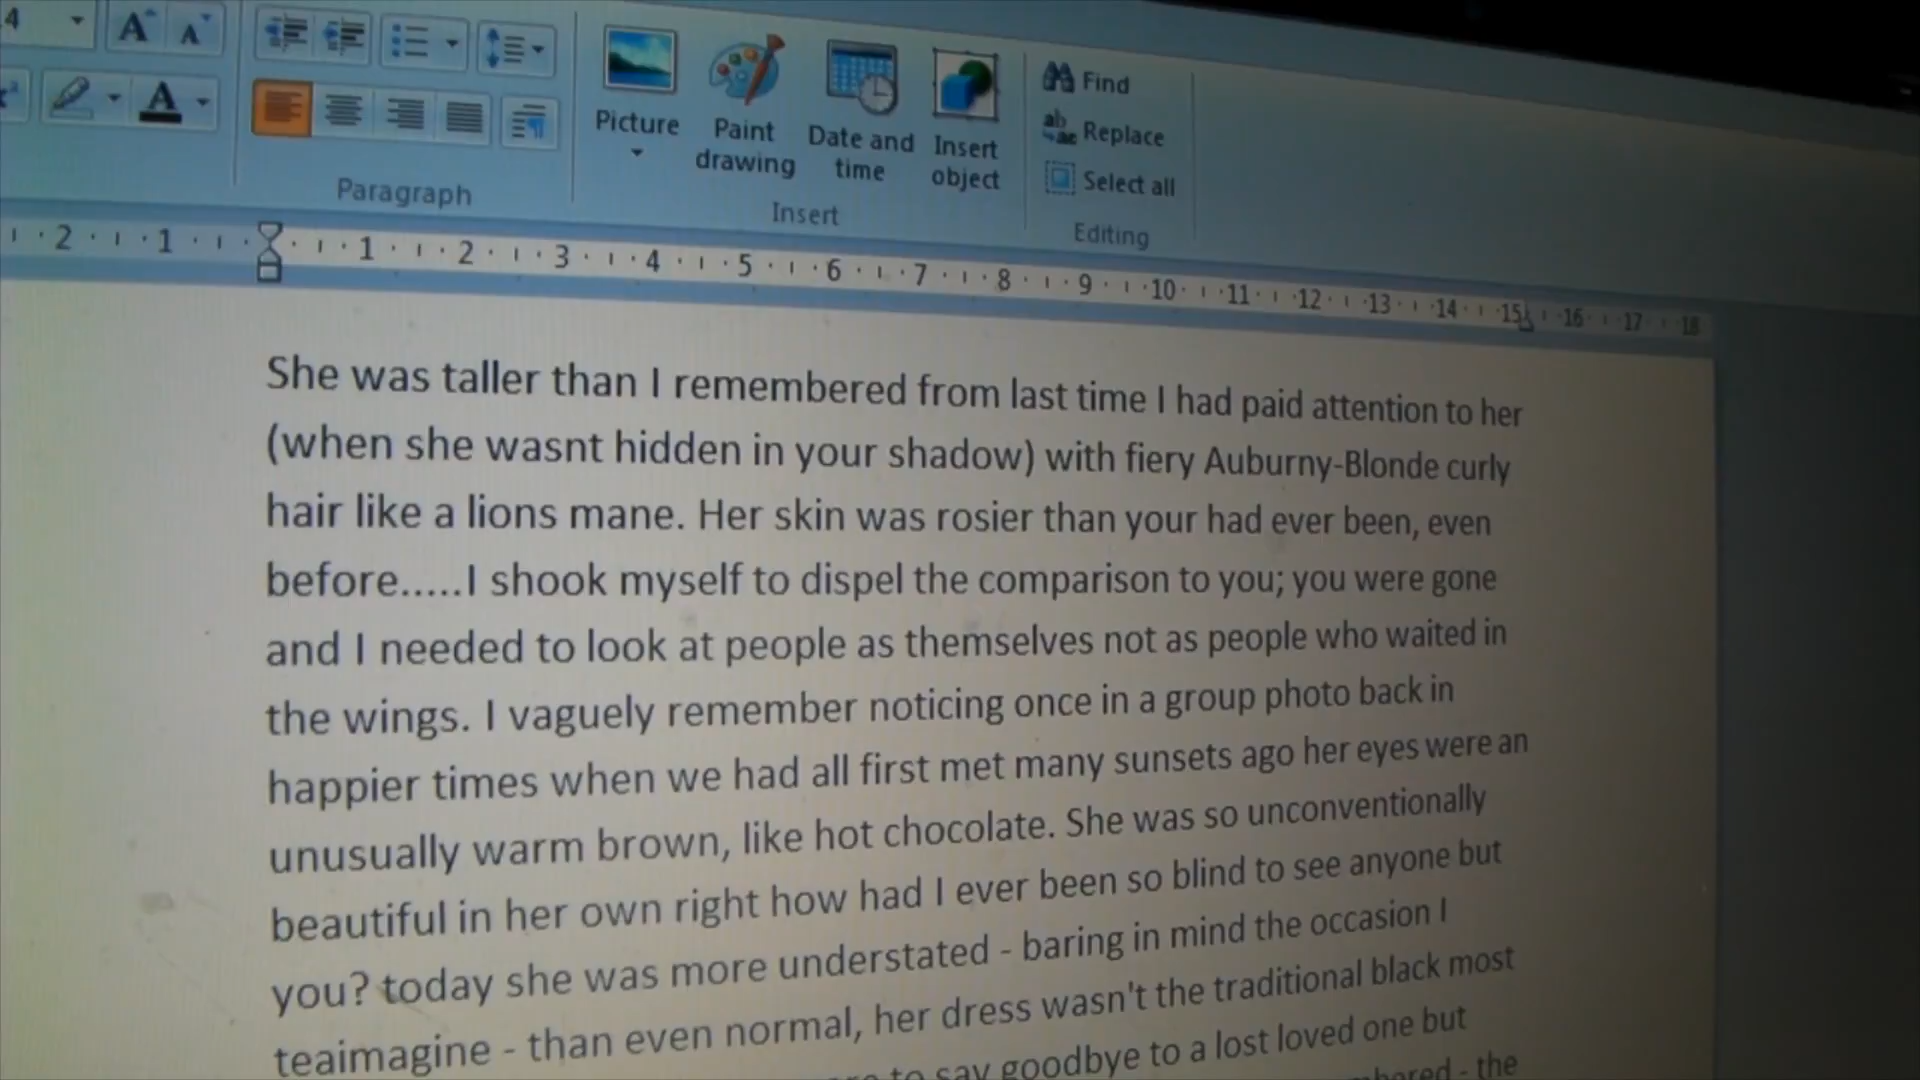 4 A A
A
Picture Paint drawing Date and time Insert object
Find
Replace
Select all
Paragraph Insert Editing
2 1 1 2 3 4 5 6 7 8 9 10 11 12 13 14 15 16 17 18
She was taller than I remembered from last time I had paid attention to her
(when she wasnt hidden in your shadow) with fiery Auburny-Blonde curly
hair like a lions mane. Her skin was rosier than your had ever been, even
before.....I shook myself to dispel the comparison to you; you were gone
and I needed to look at people as themselves not as people who waited in
the wings. I vaguely remember noticing once in a group photo back in
happier times when we had all first met many sunsets ago her eyes were an
unusually warm brown, like hot chocolate. She was so unconventionally
beautiful in her own right how had I ever been so blind to see anyone but
you? today she was more understated - baring in mind the occasion I
teaimagine - than even normal, her dress wasn't the traditional black most
to say goodbye to a lost loved one but
- the